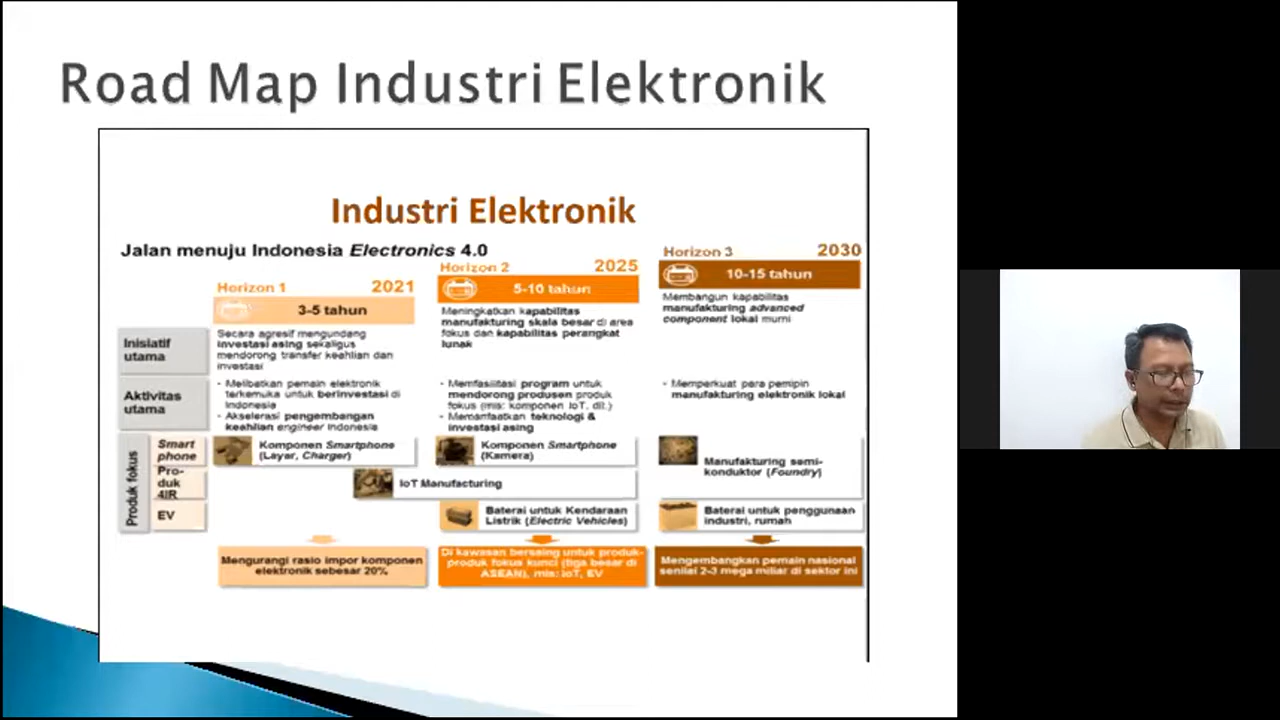 Road Map Industri Elektronik
Industri Elektronik
Jalan menuju Indonesia Electronics 4.0
Horizon 1
2021
3-5 tahun
Horizon 2
2025
5-10 tahun
Horizon 3
2030
10-15 tahun
Inisiatif
utama
Secara agresif mengundang
investasi asing sekaligus
mendorong transfer keahlian dan
investasi
Meningkatkan kapabilitas
manufakturing skala besar di area
fokus dan kapabilitas perangkat
lunak
Membangun kapabilitas
manufakturing advanced
component lokal murni
Aktivitas
utama
• Melibatkan pemain elektronik
terkemuka untuk berinvestasi di
Indonesia
• Akselerasi pengembangan
keahlian engineer Indonesia
• Memfasilitasi program untuk
mendorong produsen produk
fokus (mis: komponen IoT, dll.)
• Memanfaatkan teknologi &
investasi asing
• Memperkuat para pemipin
manufakturing elektronik lokal
Produk fokus
Smart
phone
Komponen Smartphone
(Layar, Charger)
Komponen Smartphone
(Kamera)
Manufakturing semi-
konduktor (Foundry)
Pro-
duk
4IR
IoT Manufacturing
EV
Baterai untuk Kendaraan
Listrik (Electric Vehicles)
Baterai untuk penggunaan
industri, rumah
Mengurangi rasio impor komponen
elektronik sebesar 20%
Di kawasan bersaing untuk produk-
produk fokus kunci (tiga besar di
ASEAN), mis: IoT, EV
Mengembangkan pemain nasional
senilai 2-3 mega miliar di sektor ini